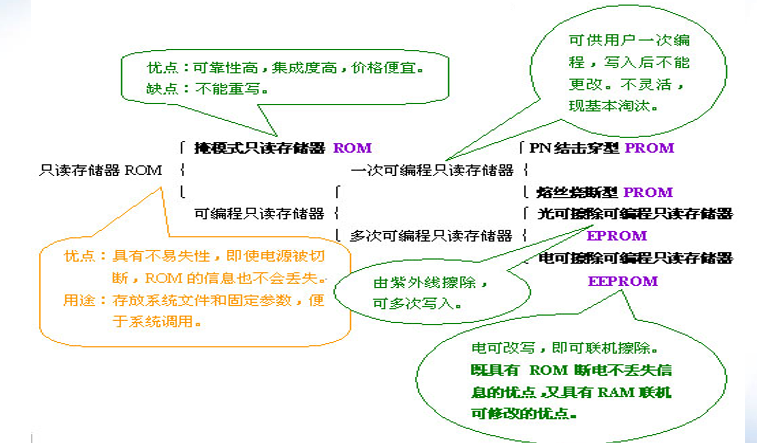 优点：可靠性高，集成度高，价格便宜。
缺点：不能重写。
可供用户一次编
程，写入后不能
更改。不灵活，
现基本淘汰。
掩模式只读存储器 ROM
PN 结击穿型 PROM
只读存储器 ROM
一次可编程只读存储器
熔丝烧断型 PROM
可编程只读存储器
光可擦除可编程只读存储器
多次可编程只读存储器
EPROM
电可擦除可编程只读存储器
EEPROM
优点：具有不易失性，即使电源被切
断，ROM 的信息也不会丢失。
用途：存放系统文件和固定参数，便
于系统调用。
由紫外线擦除，
可多次写入。
电可改写，即可联机擦除。
既具有 ROM 断电不丢失信
息的优点，又具有 RAM 联机
可修改的优点。